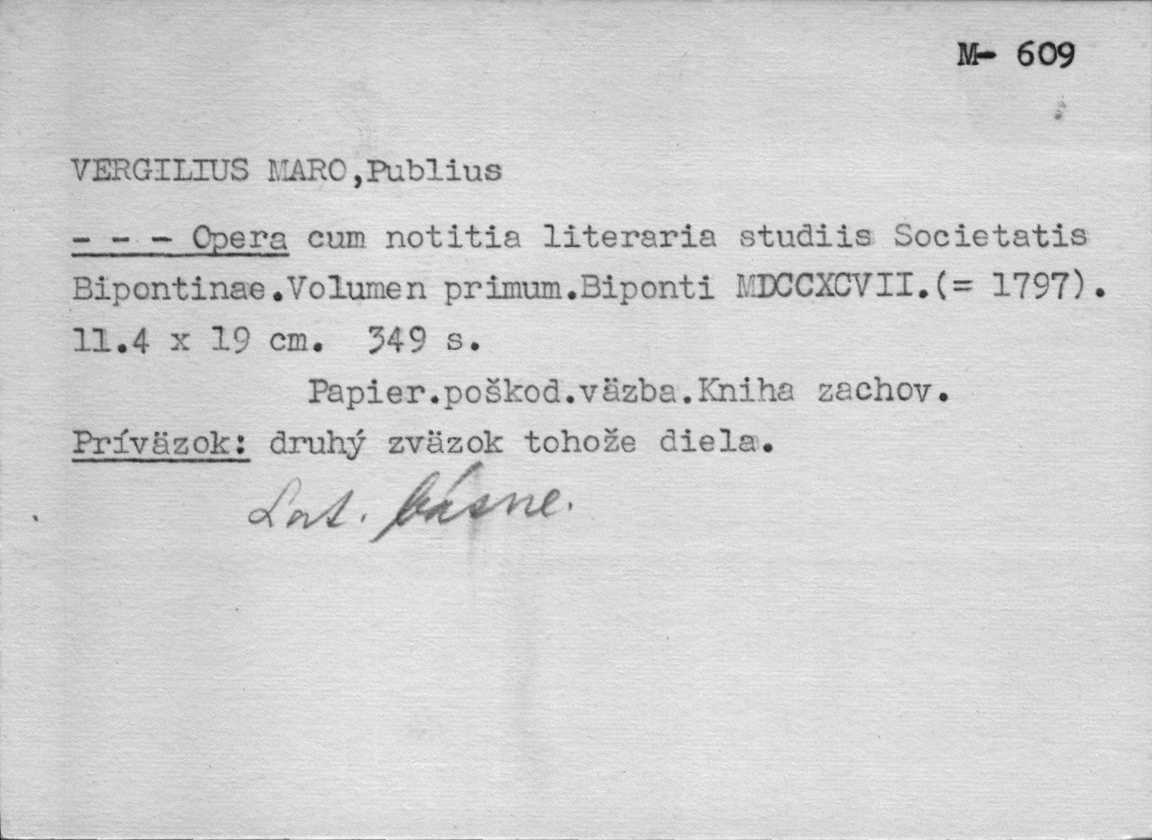 M- 609
VERGILIUS MARO,Publius
- - - Opera cum notitia literaria studiis Societatis
Bipontinae.Volumen primum.Biponti MDCCXCVII.(= 1797).
11.4 x 19 cm. 349 s.
Papier.poškod.väzba.Kniha zachov.
Príväzok: druhý zväzok tohože diela.
Lat. básne.